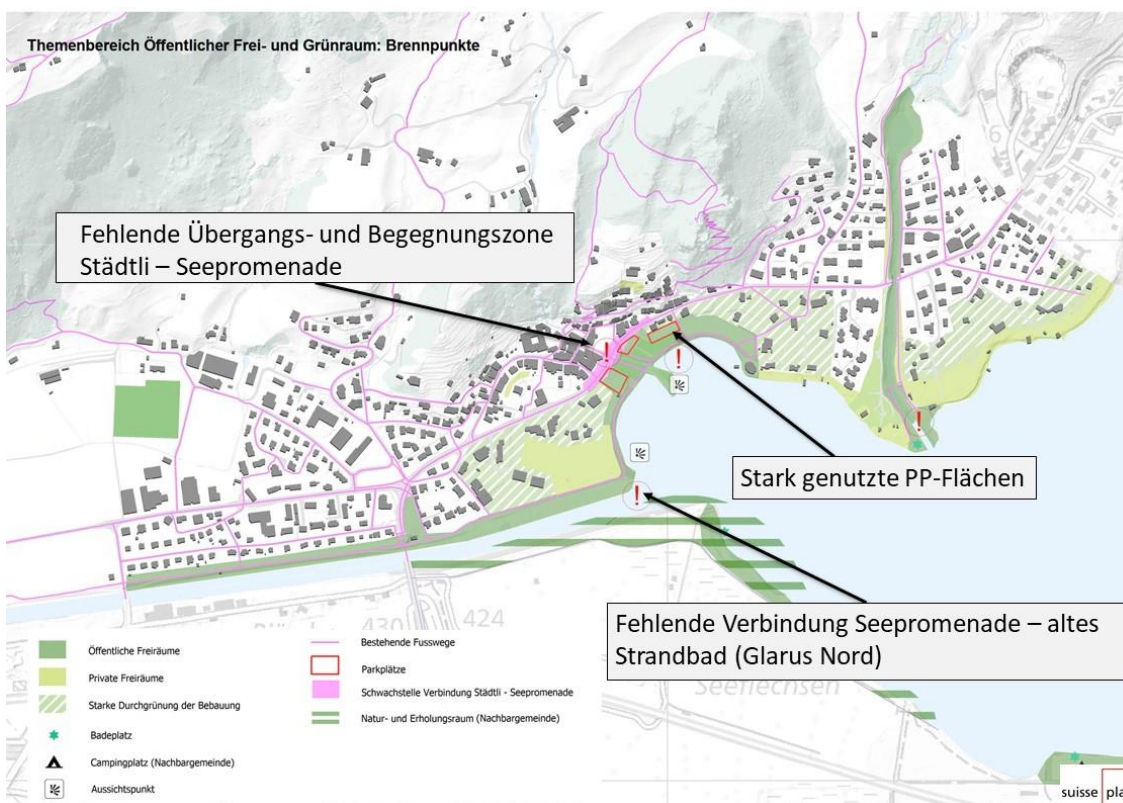 Themenbereich Öffentlicher Frei- und Grünraum: Brennpunkte
Fehlende Übergangs- und Begegnungszone
Städtli – Seepromenade
!
!
!
Stark genutzte PP-Flächen
!
Fehlende Verbindung Seepromenade – altes
Strandbad (Glarus Nord)
430
424
Seeflechsen
Öffentliche Freiräume
Private Freiräume
Starke Durchgrünung der Bebauung
Badeplatz
Campingplatz (Nachbargemeinde)
Aussichtspunkt
Bestehende Fusswege
Parkplätze
Schwachstelle Verbindung Städtli - Seepromenade
Natur- und Erholungsraum (Nachbargemeinde)
suisse pla